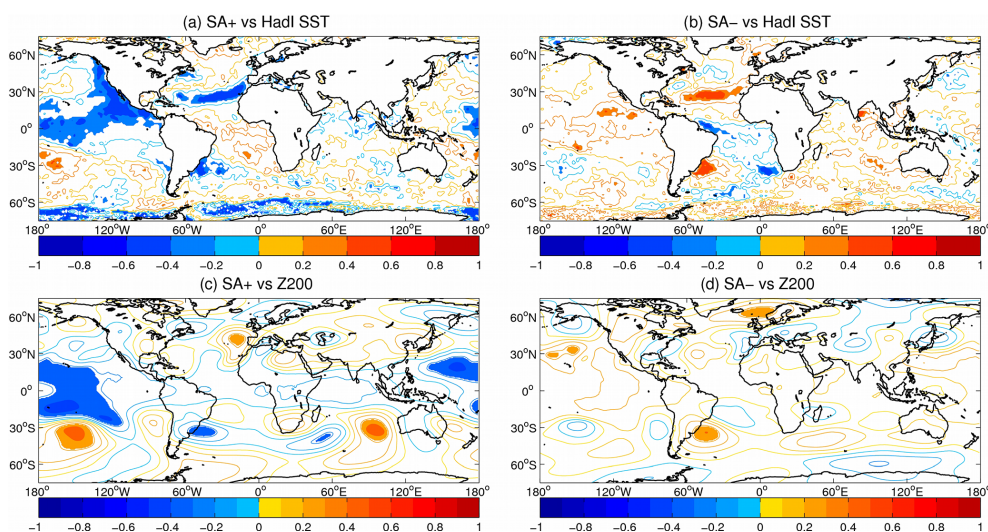 (a) SA+ vs HadI SST
60°N
30°N
0°
30°S
60°S
180° 120°W 60°W 0° 60°E 120°E 180°
−1 −0.8 −0.6 −0.4 −0.2 0 0.2 0.4 0.6 0.8 1
(b) SA− vs HadI SST
60°N
30°N
0°
30°S
60°S
180° 120°W 60°W 0° 60°E 120°E 180°
−1 −0.8 −0.6 −0.4 −0.2 0 0.2 0.4 0.6 0.8 1
(c) SA+ vs Z200
60°N
30°N
0°
30°S
60°S
180° 120°W 60°W 0° 60°E 120°E 180°
−1 −0.8 −0.6 −0.4 −0.2 0 0.2 0.4 0.6 0.8 1
(d) SA− vs Z200
60°N
30°N
0°
30°S
60°S
180° 120°W 60°W 0° 60°E 120°E 180°
−1 −0.8 −0.6 −0.4 −0.2 0 0.2 0.4 0.6 0.8 1